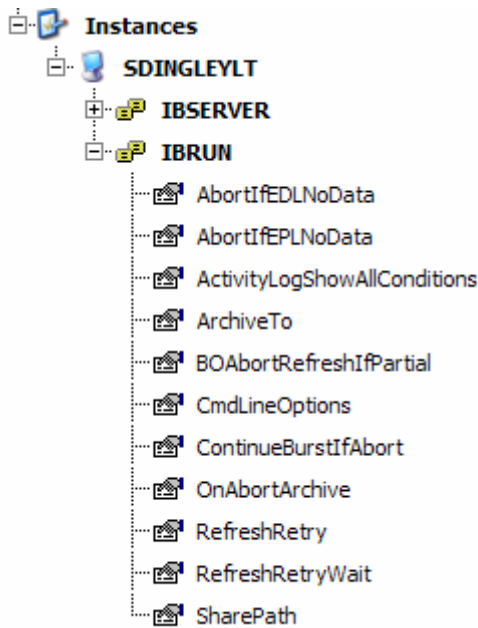 Instances
SDINGLEYLT
IBSERVER
IBRUN
AbortIfEDLNoData
AbortIfEPLNoData
ActivityLogShowAllConditions
ArchiveTo
BOAbortRefreshIfPartial
CmdLineOptions
ContinueBurstIfAbort
OnAbortArchive
RefreshRetry
RefreshRetryWait
SharePath